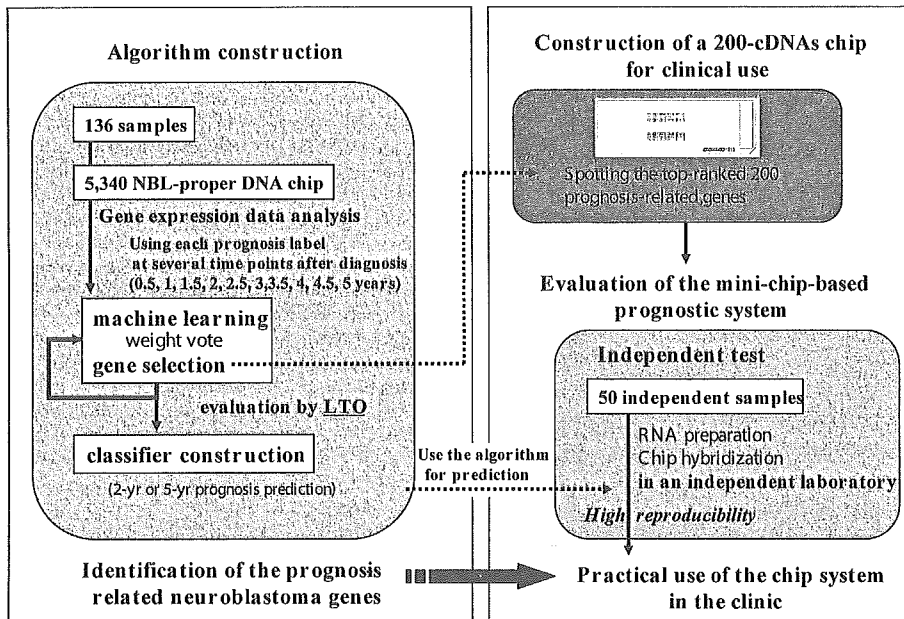 Algorithm construction
136 samples
5,340 NBL-proper DNA chip
Gene expression data analysis
Using each prognosis label
at several time points after diagnosis
(0.5, 1, 1.5, 2, 2.5, 3,3.5, 4, 4.5, 5 years)
machine learning
weight vote
gene selection
evaluation by LTO
classifier construction
(2-yr or 5-yr prognosis prediction)
Identification of the prognosis
related neuroblastoma genes
Use the algorithm
for prediction
Construction of a 200-cDNAs chip
for clinical use
Spotting the top-ranked 200
prognosis-related genes
Evaluation of the mini-chip-based
prognostic system
Independent test
50 independent samples
RNA preparation
Chip hybridization
in an independent laboratory
High reproducibility
Practical use of the chip system
in the clinic